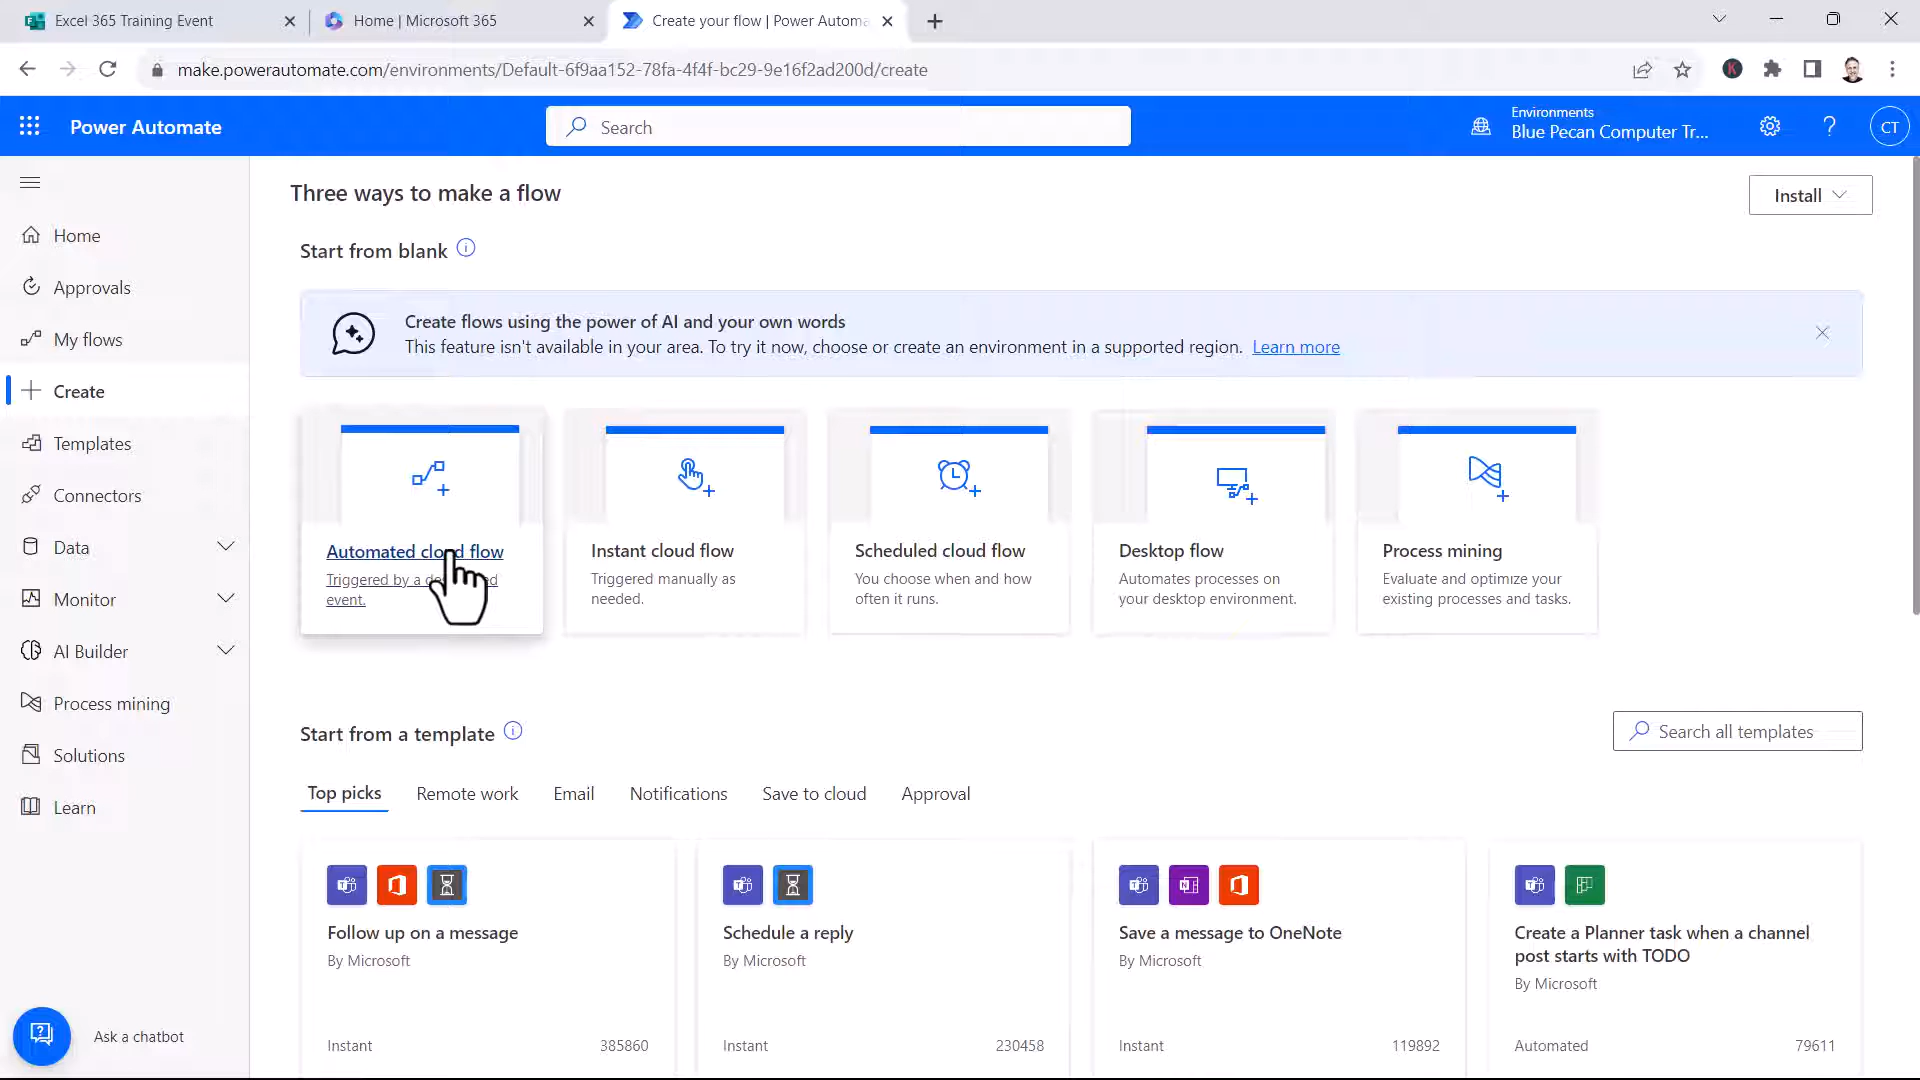 Excel 365 Training Event
Home | Microsoft 365
Create your flow | Power Automa
make.powerautomate.com/environments/Default-6f9aa152-78fa-4f4f-bc29-9e16f2ad200d/create
K
Power Automate
Search
Environments
Blue Pecan Computer Tr...
?
CT
Home
Approvals
My flows
Create
Templates
Connectors
Data
Monitor
AI Builder
Process mining
Solutions
Learn
Ask a chatbot
Three ways to make a flow
Install
Start from blank
Create flows using the power of AI and your own words
This feature isn't available in your area. To try it now, choose or create an environment in a supported region. Learn more
Automated cloud flow
Triggered by a
event.
Instant cloud flow
Triggered manually as
needed.
Scheduled cloud flow
You choose when and how
often it runs.
Desktop flow
Automates processes on
your desktop environment.
Process mining
Evaluate and optimize your
existing processes and tasks.
Start from a template
Search all templates
Top picks
Remote work
Email
Notifications
Save to cloud
Approval
Follow up on a message
By Microsoft
Instant
385860
Schedule a reply
By Microsoft
Instant
230458
Save a message to OneNote
By Microsoft
Instant
119892
Create a Planner task when a channel
post starts with TODO
By Microsoft
Automated
79611